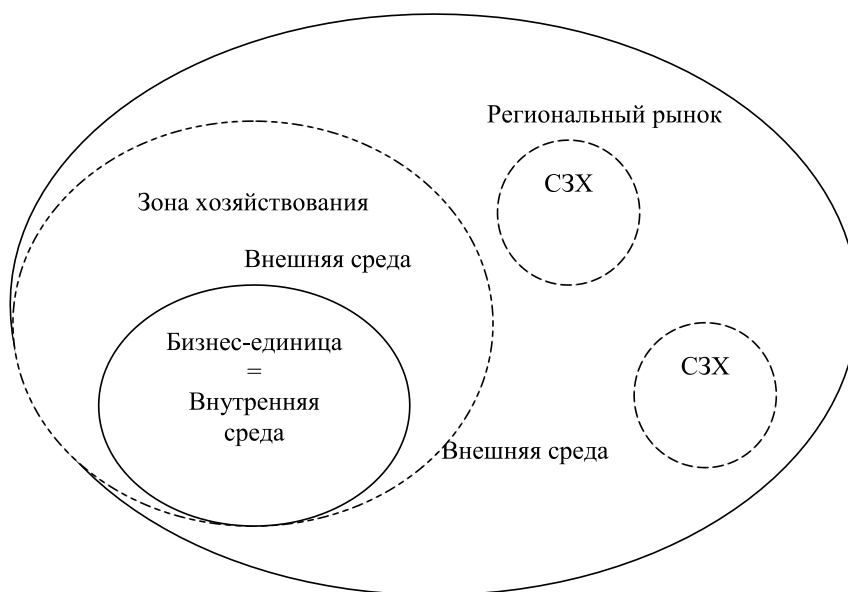 Региональный рынок
СЗХ
Зона хозяйствования
Внешняя среда
Бизнес-единица
=
Внутренняя
среда
СЗХ
Внешняя среда